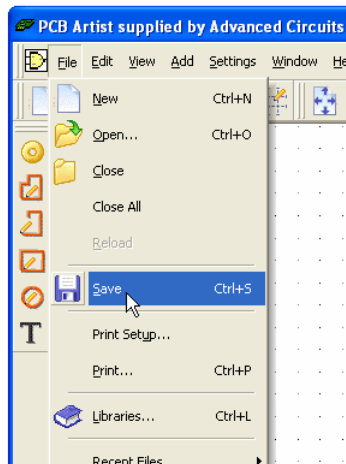 PCB Artist supplied by Advanced Circuits
File Edit View Add Settings Window He
New Ctrl+N
Open... Ctrl+O
Close
Close All
Reload
Save Ctrl+S
Print Setup...
Print... Ctrl+P
Libraries... Ctrl+L
Recent Files
T